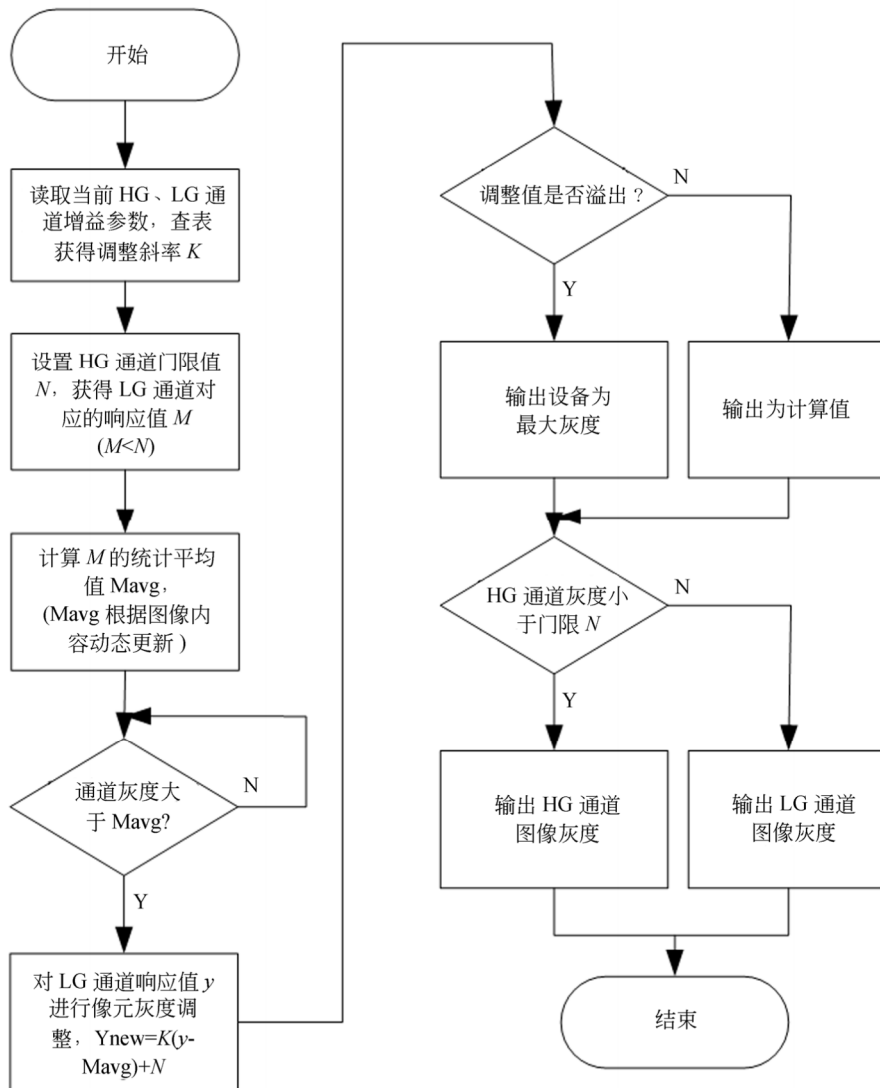 开始
读取当前 HG、LG 通
道增益参数，查表
获得调整斜率 K
设置 HG 通道门限值
N，获得 LG 通道对
应的响应值 M
(M<N)
计算 M 的统计平均
值 Mavg，
(Mavg 根据图像内
容动态更新 )
通道灰度大
于 Mavg?
N
Y
对 LG 通道响应值 y
进行像元灰度调
整，Ynew=K(y-
Mavg)+N
调整值是否溢出？
N
Y
输出设备为
最大灰度
输出为计算值
HG 通道灰度小
于门限 N
N
Y
输出 HG 通道
图像灰度
输出 LG 通道
图像灰度
结束